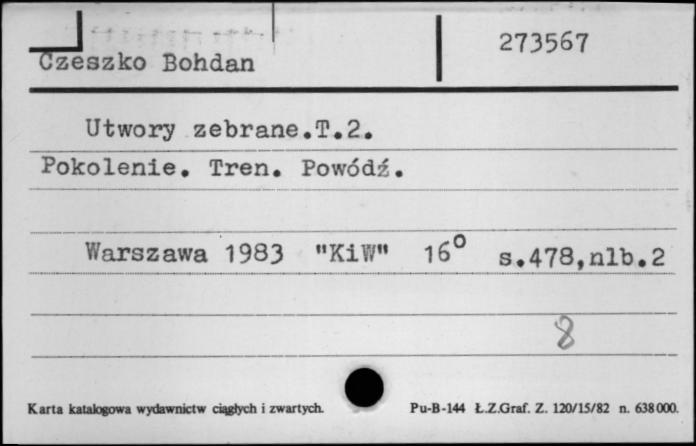 Czeszko Bohdan 273567
Utwory zebrane.T.2.
Pokolenie. Tren. Powódź.
Warszawa 1983 "KiW" 16° s.478,nlb.2
8
Karta katalogowa wydawnictw ciągłych i zwartych. Pu-B-144 Ł.Z.Graf. Z. 120/15/82 n. 638000.